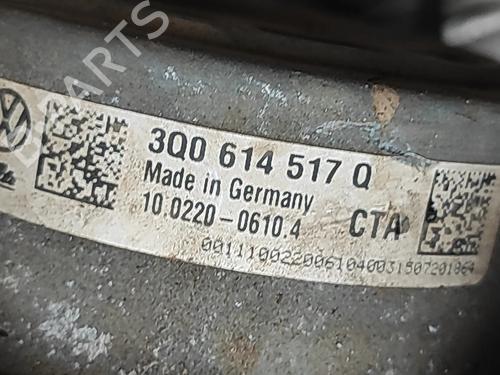 3Q0 614 517 Q
Made in Germany
10.0220-0610.4 CTA